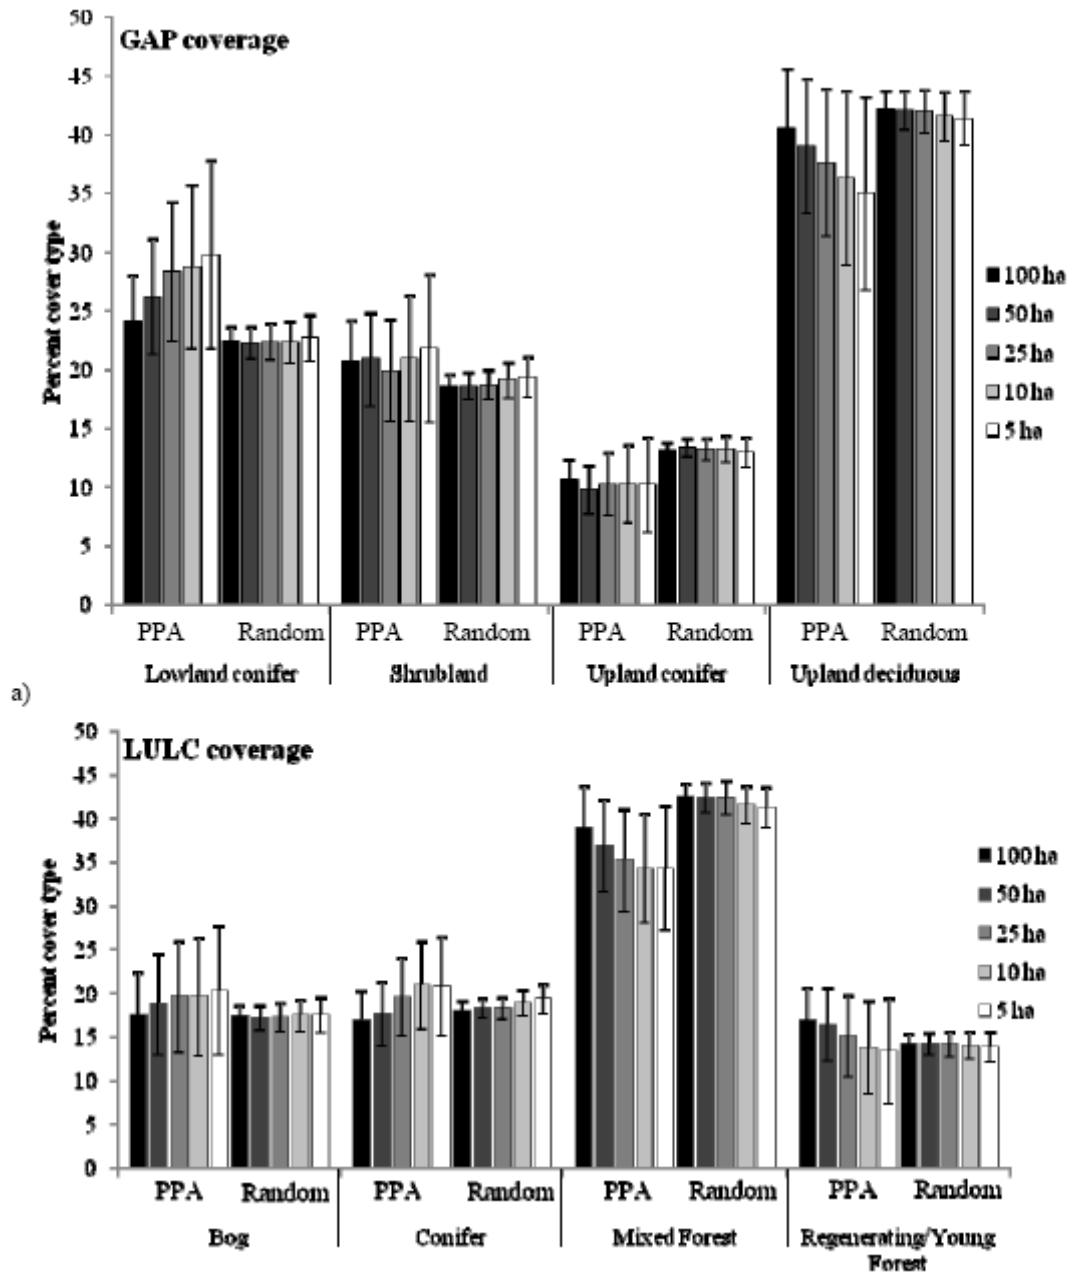 50
GAP coverage
45
40
35
30
25
20
15
10
5
0
Percent cover type
100 ha
50 ha
25 ha
10 ha
5 ha
PPA Random PPA Random PPA Random PPA Random
Lowland conifer Shrubland Upland conifer Upland deciduous
a)
50
LULC coverage
45
40
35
30
25
20
15
10
5
0
Percent cover type
100 ha
50 ha
25 ha
10 ha
5 ha
PPA Random PPA Random PPA Random PPA Random
Bog Conifer Mixed Forest Regenerating/Young
Forest